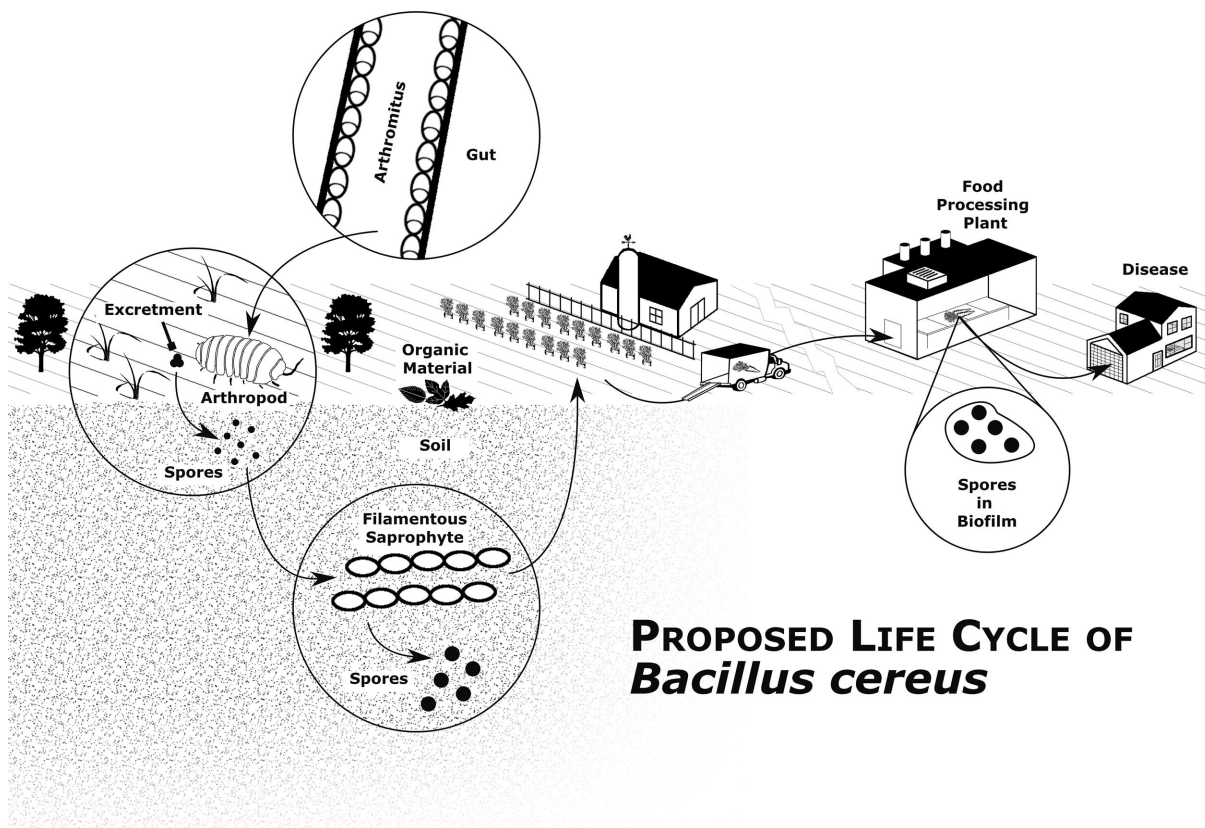 Arthromitus
Gut
Food
Processing
Plant
Disease
Excretment
Organic
Material
Arthropod
Soil
Spores
Spores
in
Biofilm
Filamentous
Saprophyte
Spores
PROPOSED LIFE CYCLE OF
Bacillus cereus